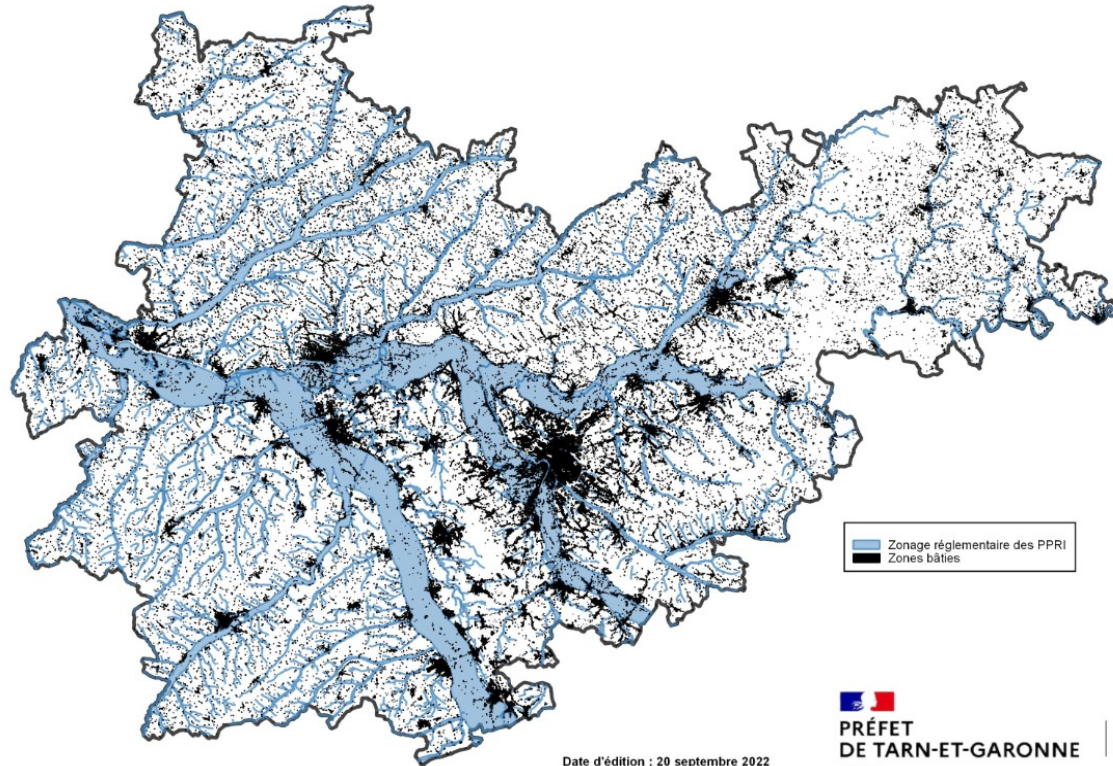 Zonage réglementaire des PPRI
Zones bâties
PRÉFET
DE TARN-ET-GARONNE
Date d'édition : 20 septembre 2022